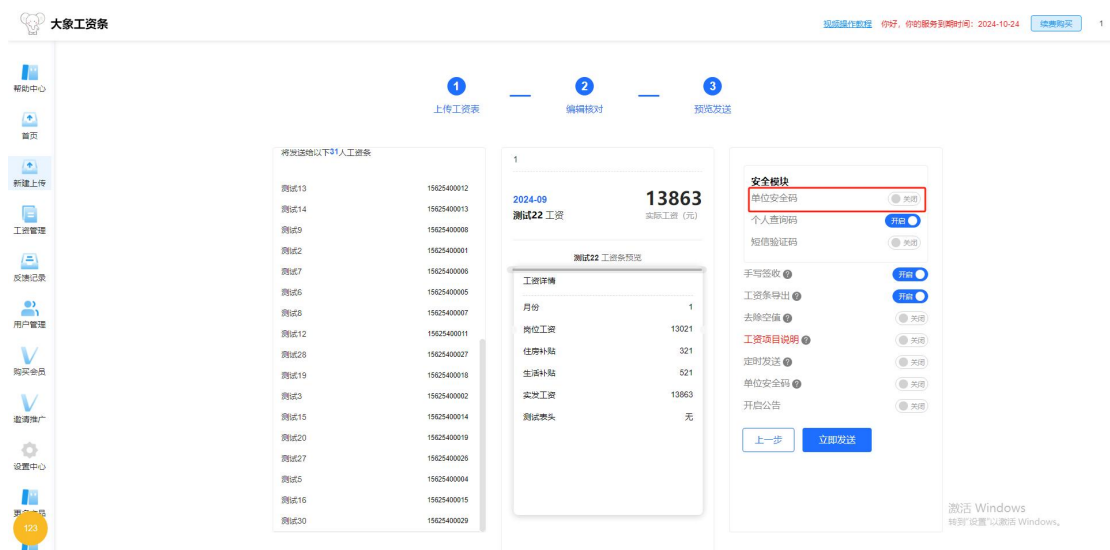 大象工资条
视频操作教程 你好，你的服务到期时间：2024-10-24 续费购买 1
帮助中心
首页
新建上传
工资管理
反馈记录
用户管理
购买会员
邀请推广
设置中心
123
1 2 3
上传工资表 编辑核对 预览发送
将发送给以下31人工资条
测试13 15625400012
测试14 15625400013
测试9 15625400008
测试2 15625400001
测试7 15625400006
测试6 15625400005
测试8 15625400007
测试12 15625400011
测试28 15625400027
测试19 15625400018
测试3 15625400002
测试15 15625400014
测试20 15625400019
测试27 15625400026
测试5 15625400004
测试16 15625400015
测试30 15625400029
1
2024-09 13863
测试22 工资 实际工资（元）
测试22 工资条预览
工资详情
月份 1
岗位工资 13021
住房补贴 321
生活补贴 521
实发工资 13863
测试表头 无
安全模块
单位安全码 关闭
个人查询码 开启
短信验证码 关闭
手写签收 ? 开启
工资条导出 ? 开启
去除空值 ? 关闭
工资项目说明 ? 关闭
定时发送 ? 关闭
单位安全码 ? 关闭
开启公告 关闭
上一步 立即发送
激活 Windows
转到"设置"以激活 Windows。